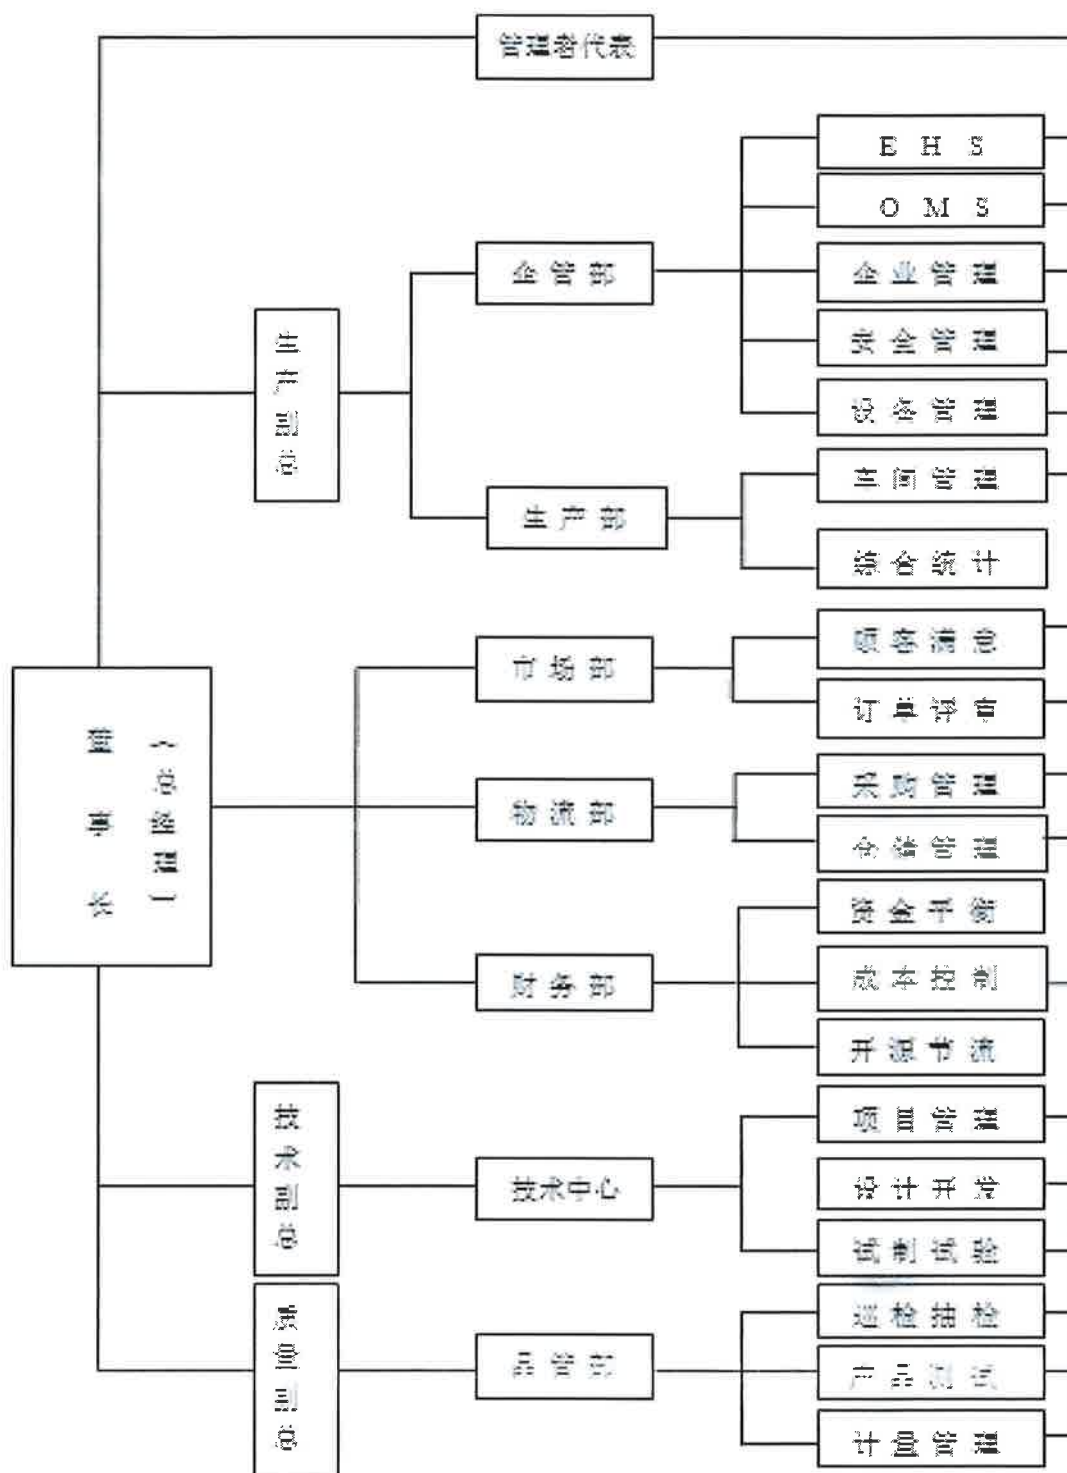 管理者代表
E H S
O M S
企管部
企业管理
安全管理
副总
设备管理
车间管理
生产部
综合统计
市场部
顾客满意
订单评审
董事长
(总经理)
物流部
采购管理
仓储管理
财务部
资金平衡
成本控制
开源节流
技术副总
技术中心
项目管理
设计开发
试制试验
副总
品管部
巡检抽检
产品测试
计量管理